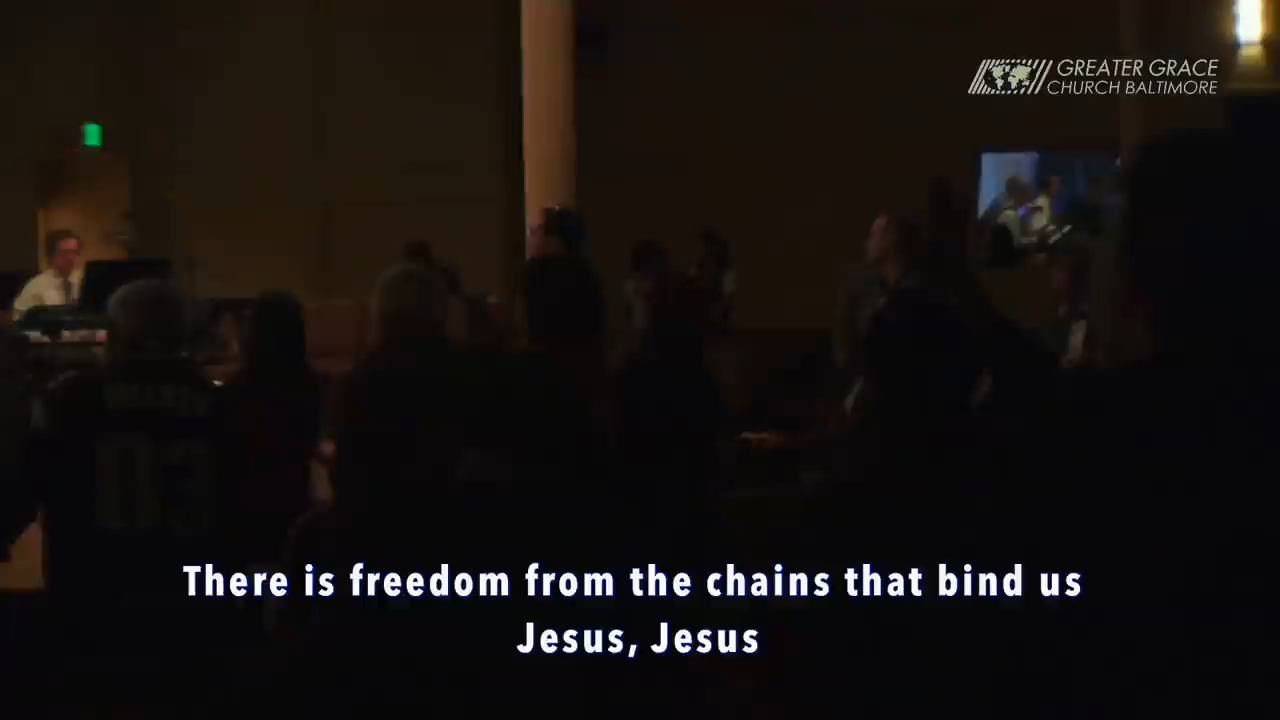 GREATER GRACE
CHURCH BALTIMORE
There is freedom from the chains that bind us
Jesus, Jesus